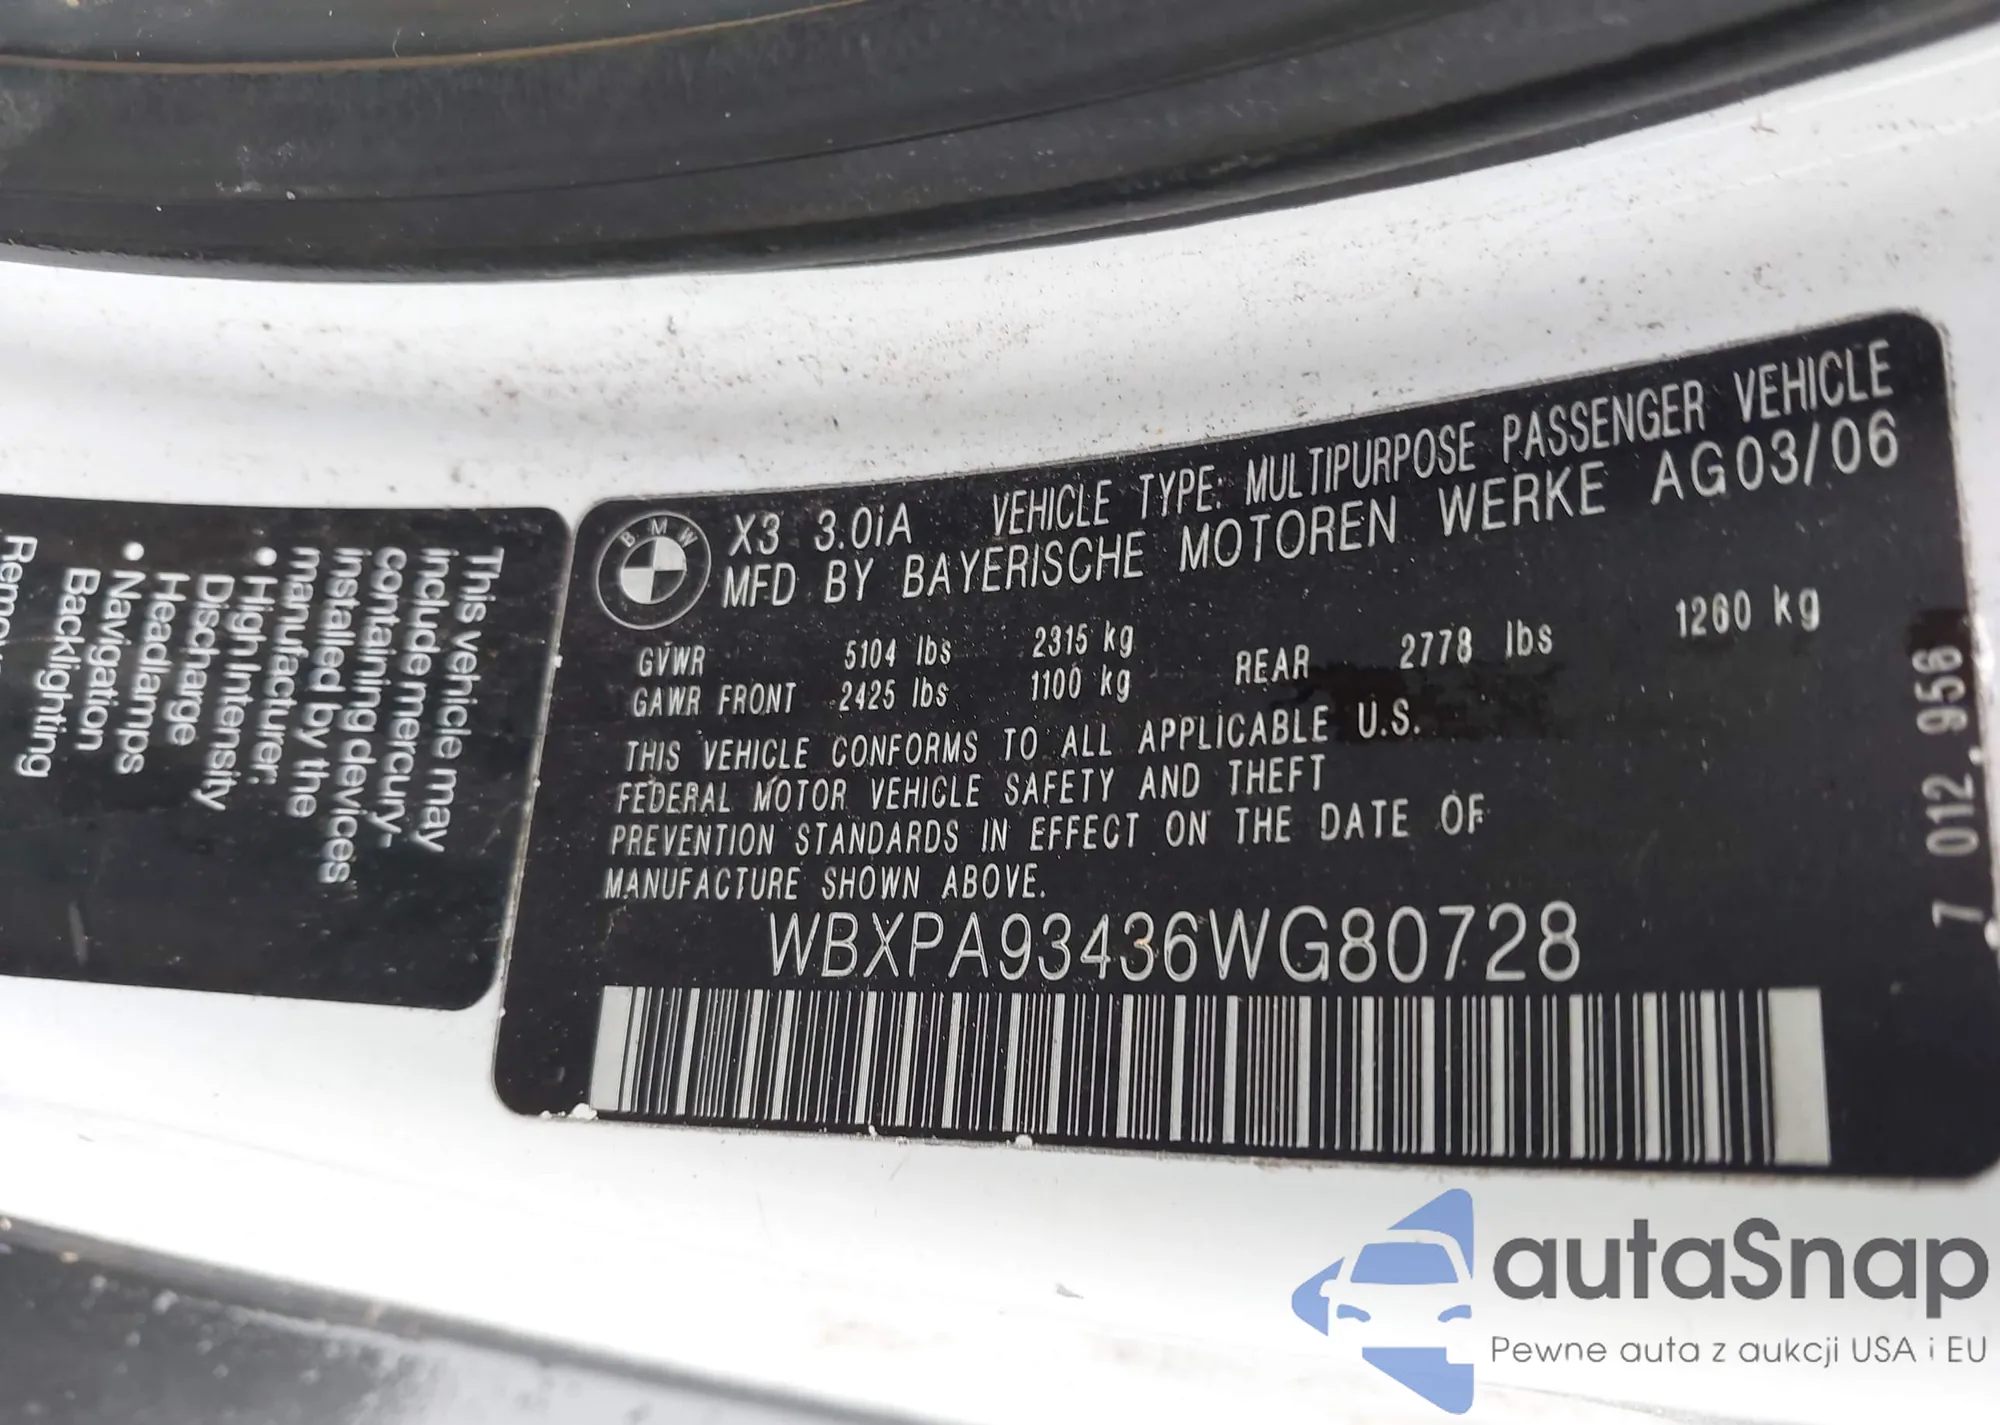 This vehicle may
include mercury-
containing devices
installed by the
manufacturer:
• High Intensity
Discharge
Headlamps
• Navigation
Backlighting
BMW
X3 3.0iA VEHICLE TYPE: MULTIPURPOSE PASSENGER VEHICLE
MFD BY BAYERISCHE MOTOREN WERKE AG03/06
GVWR 5104 lbs 2315 kg
GAWR FRONT 2425 lbs 1100 kg REAR 2778 lbs 1260 kg
THIS VEHICLE CONFORMS TO ALL APPLICABLE U.S.
FEDERAL MOTOR VEHICLE SAFETY AND THEFT
PREVENTION STANDARDS IN EFFECT ON THE DATE OF
MANUFACTURE SHOWN ABOVE.
WBXPA93436WG80728
7 012.956
autaSnap
Pewne auta z aukcji USA i EU